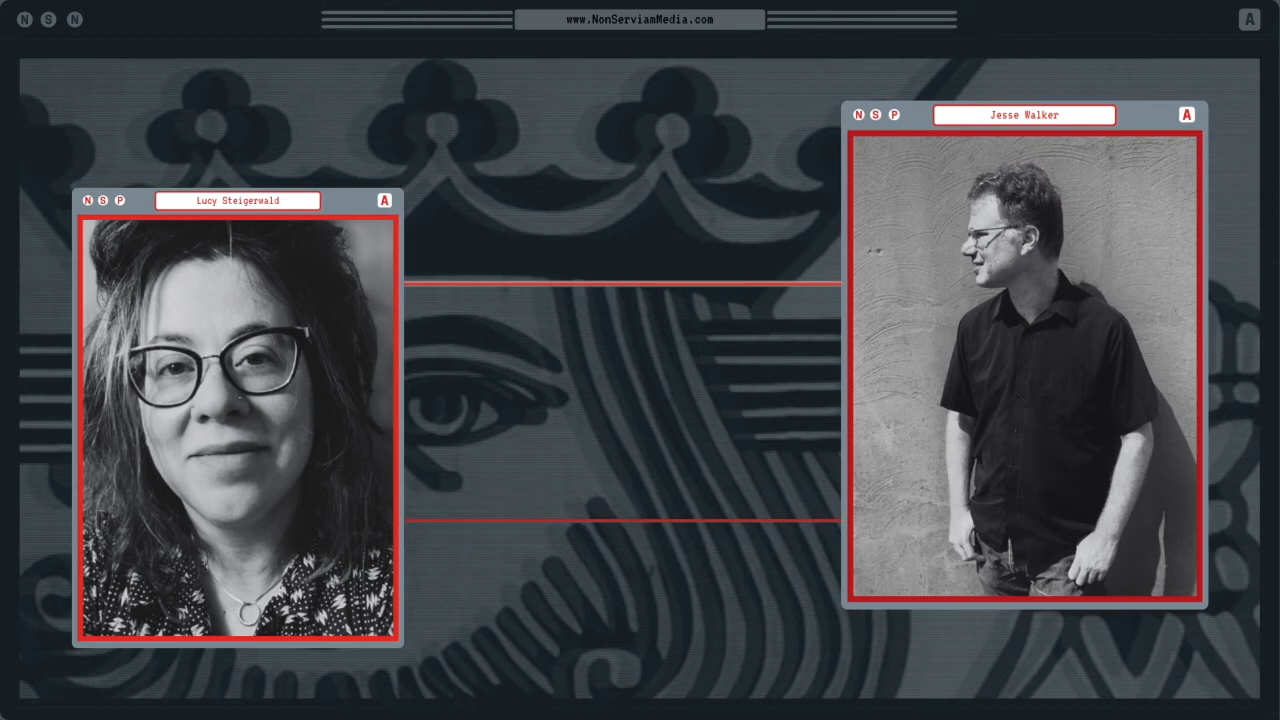 N S N
www.NonServiamMedia.com
A
N S P
Jesse Walker
A
N S P
Lucy Steigerwald
A